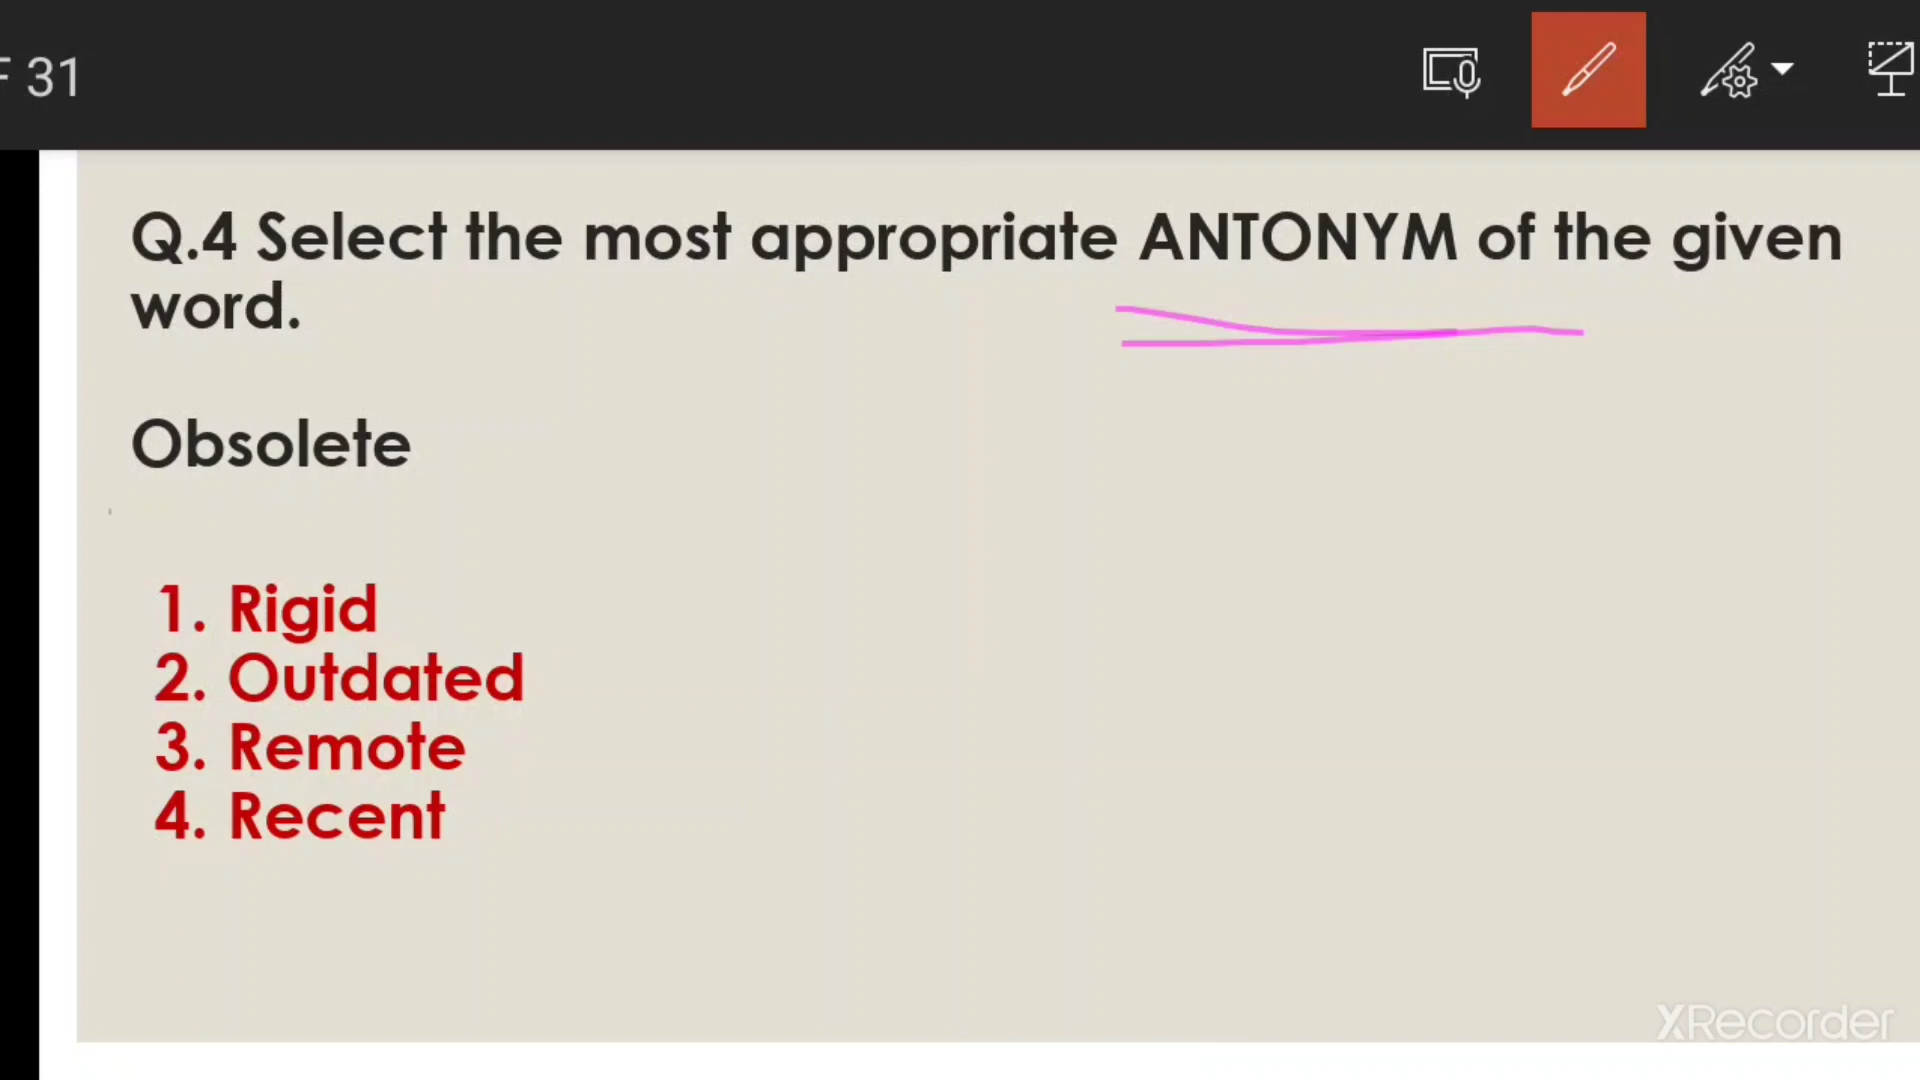 F 31
Q.4 Select the most appropriate ANTONYM of the given
word.
Obsolete
1. Rigid
2. Outdated
3. Remote
4. Recent
XRecorder